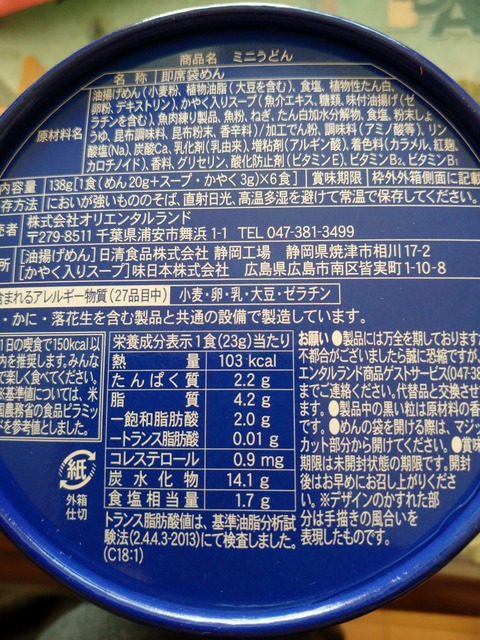 商品名 ミニうどん
名 称 即席袋めん
原材料名
油揚げめん(小麦粉、植物油脂(大豆を含む)、食塩、植物性たん白、
卵粉、デキストリン)、かやく入りスープ(魚介エキス、糖類、味付油揚げ(ゼ
ラチンを含む)、魚肉練り製品、魚粉、ねぎ、たん白加水分解物、食塩、粉末しょ
うゆ、昆布調味料、昆布粉末、香辛料)/加工でん粉、調味料(アミノ酸等)、リン
酸塩(Na)、炭酸Ca、乳化剤(乳由来)、増粘剤(アルギン酸)、着色料(カラメル、紅麹、
カロチノイド)、香料、グリセリン、酸化防止剤(ビタミンE)、ビタミンB₂、ビタミンB₁
内容量 138g[1食(めん 20g+スープ・かやく 3g)×6食] 賞味期限 枠外外箱側面に記載
存方法 においが強いもののそば、直射日光、高温多湿を避けて常温で保存してください。
売者 株式会社オリエンタルランド
〒279-8511 千葉県浦安市舞浜 1-1 TEL 047-381-3499
所 [油揚げめん]日清食品株式会社 静岡工場 静岡県焼津市相川17-2
[かやく入りスープ]味日本株式会社 広島県広島市南区皆実町1-10-8
含まれるアレルギー物質(27品目中) 小麦・卵・乳・大豆・ゼラチン
・かに・落花生を含む製品と共通の設備で製造しています。
1日の間食で150kcal以
内を推奨します。みんな
で楽しく食べてください。
※基準値については、米
国農務省の食品ピラミッ
ドを参考としました。
紙
外箱
仕切
栄養成分表示1食(23g)当たり
熱量 103 kcal
たんぱく質 2.2 g
脂質 4.2 g
―飽和脂肪酸 2.0 g
―トランス脂肪酸 0.01 g
コレステロール 0.9 mg
炭水化物 14.1 g
食塩相当量 1.7 g
トランス脂肪酸値は、基準油脂分析試
験法(2.4.4.3-2013)にて検査しました。
(C18:1)
お願い ●製品には万全を期しておりますが
不都合がございましたら誠に恐縮ですが、
エンタルランド商品ゲストサービス(047-38
までご連絡ください。代替品と交換させ
ます。●製品中の黒い粒は原材料の香
です。●めんの袋を開ける際は、マジッ
カット部分から開けてください。●賞味
期限は未開封状態の期限です。開封
後はお早めにお召し上がりくださ
い。※デザインのかすれた部
分は手描きの風合いを
表現したものです。